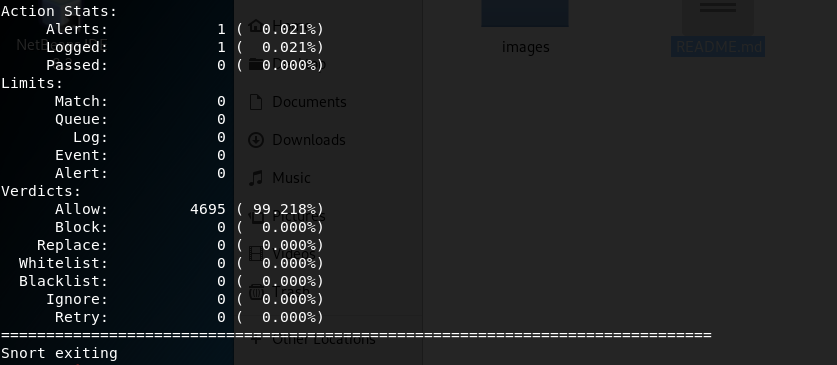 Action Stats:
Alerts: 1 ( 0.021%)
Logged: 1 ( 0.021%)
Passed: 0 ( 0.000%)
Limits:
Match: 0
Queue: 0
Log: 0
Event: 0
Alert: 0
Verdicts:
Allow: 4695 ( 99.218%)
Block: 0 ( 0.000%)
Replace: 0 ( 0.000%)
Whitelist: 0 ( 0.000%)
Blacklist: 0 ( 0.000%)
Ignore: 0 ( 0.000%)
Retry: 0 ( 0.000%)
===============================================================================
Snort exiting
Documents
Downloads
Music
Pictures
Videos
Trash
Other Locations
images
README.md